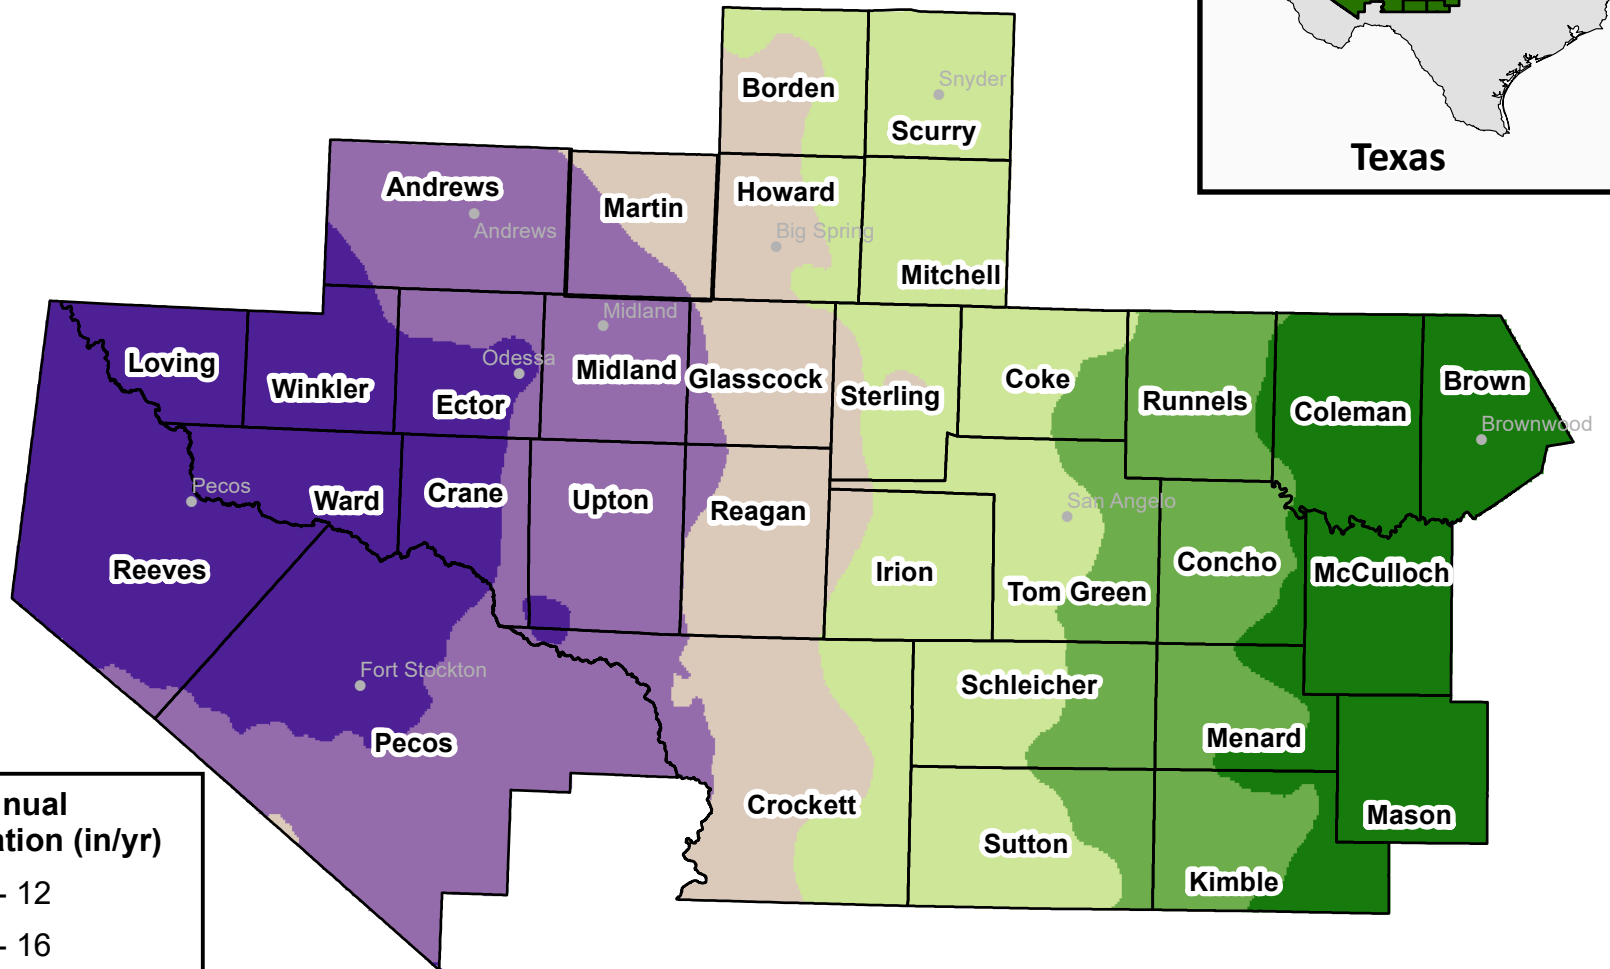 Borden
Snyder
Scurry
Texas
Andrews
Andrews
Martin
Howard
Big Spring
Mitchell
Midland
Loving
Winkler
Odessa
Ector
Midland
Glasscock
Sterling
Coke
Runnels
Coleman
Brown
Brownwood
Pecos
Ward
Crane
Upton
Reagan
San Angelo
Reeves
Irion
Tom Green
Concho
McCulloch
Fort Stockton
Pecos
Schleicher
Menard
Crockett
Sutton
Kimble
Mason
nual
ation (in/yr)
- 12
- 16